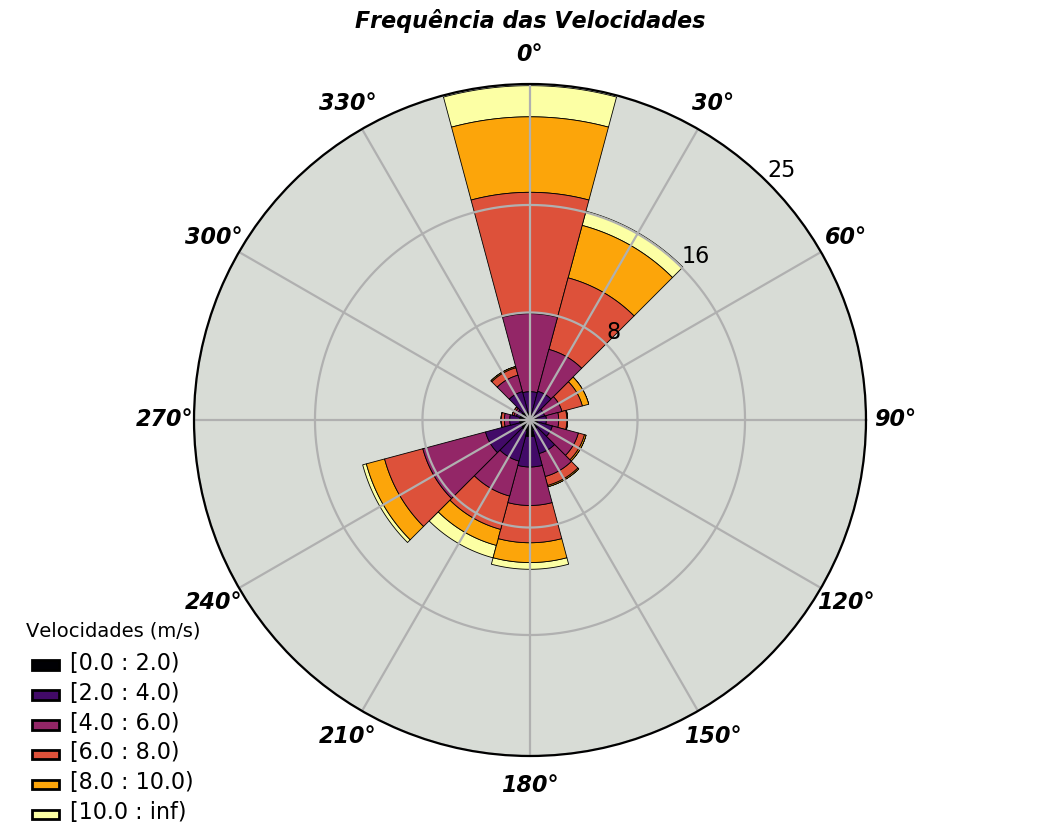 Frequência das Velocidades
0°
330°
30°
25
300°
60°
16
8
270°
90°
240°
120°
210°
150°
180°
Velocidades (m/s)
[0.0 : 2.0)
[2.0 : 4.0)
[4.0 : 6.0)
[6.0 : 8.0)
[8.0 : 10.0)
[10.0 : inf)